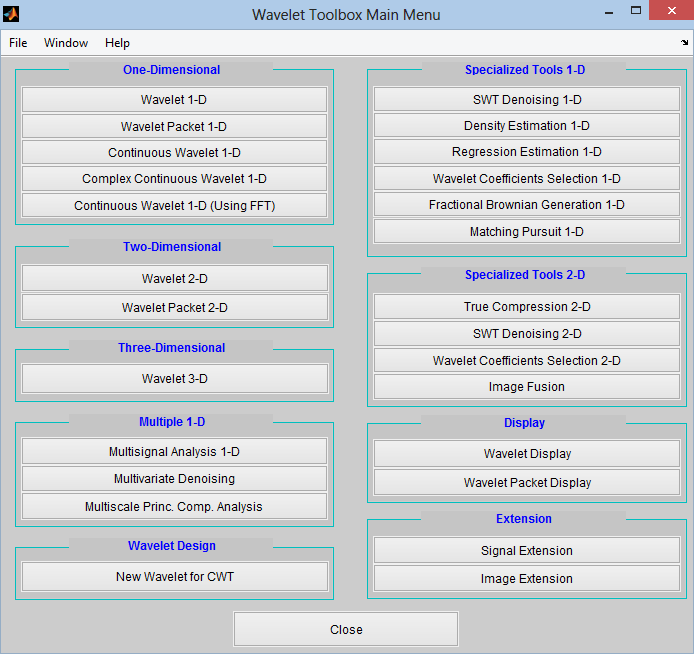 Wavelet Toolbox Main Menu
File Window Help
One-Dimensional
Wavelet 1-D
Wavelet Packet 1-D
Continuous Wavelet 1-D
Complex Continuous Wavelet 1-D
Continuous Wavelet 1-D (Using FFT)
Two-Dimensional
Wavelet 2-D
Wavelet Packet 2-D
Three-Dimensional
Wavelet 3-D
Multiple 1-D
Multisignal Analysis 1-D
Multivariate Denoising
Multiscale Princ. Comp. Analysis
Wavelet Design
New Wavelet for CWT
Specialized Tools 1-D
SWT Denoising 1-D
Density Estimation 1-D
Regression Estimation 1-D
Wavelet Coefficients Selection 1-D
Fractional Brownian Generation 1-D
Matching Pursuit 1-D
Specialized Tools 2-D
True Compression 2-D
SWT Denoising 2-D
Wavelet Coefficients Selection 2-D
Image Fusion
Display
Wavelet Display
Wavelet Packet Display
Extension
Signal Extension
Image Extension
Close